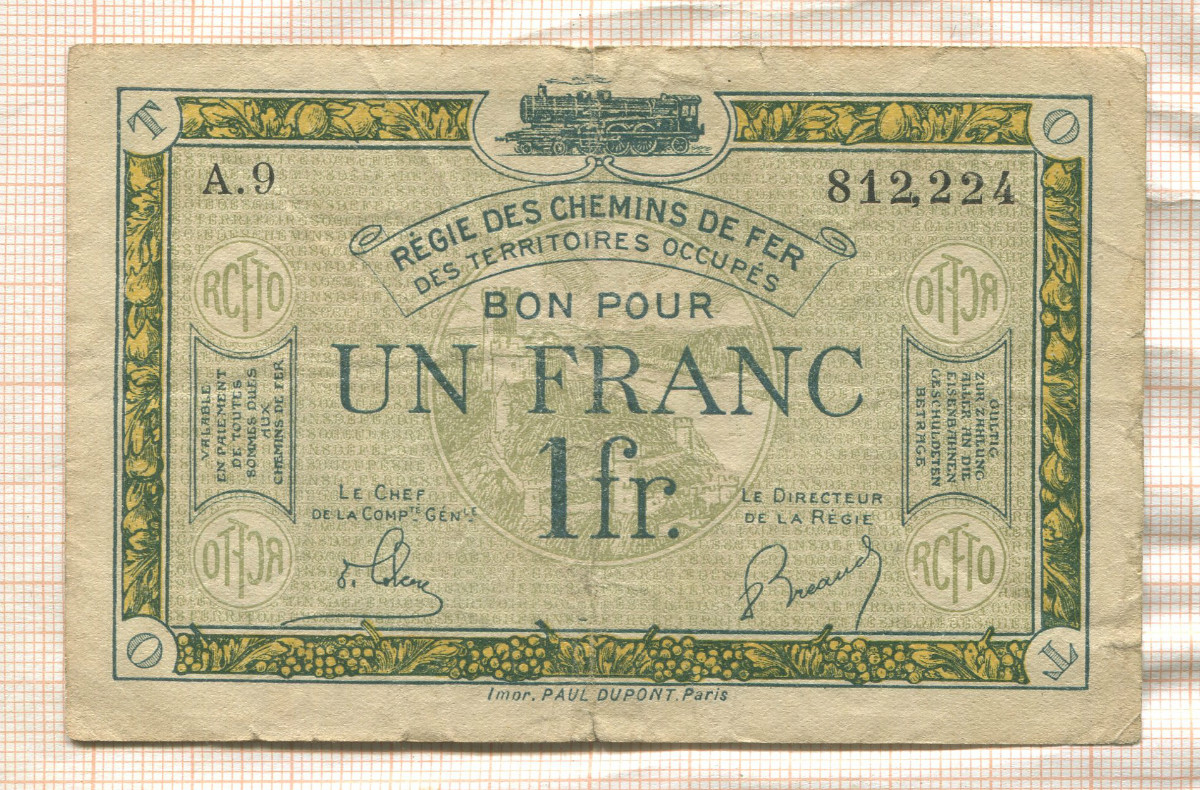 T
O
A.9
812,224
RÉGIE DES CHEMINS DE FER
DES TERRITOIRES OCCUPÉS
BON POUR
UN FRANC
1fr.
RCFTO
RCFTO
VALABLE
EN PAIEMENT
DE TOUTES
SOMMES DUES
AUX
CHEMINS DE FER
GÜLTIG
ZUR ZAHLUNG
ALLER AN DIE
EISENBAHNEN
GESCHULDETEN
BETRÄGE
LE CHEF
DE LA COMPTE GÉNLE
LE DIRECTEUR
DE LA RÉGIE
Breaud
RCFTO
RCFTO
O
T
Impr. PAUL DUPONT. Paris